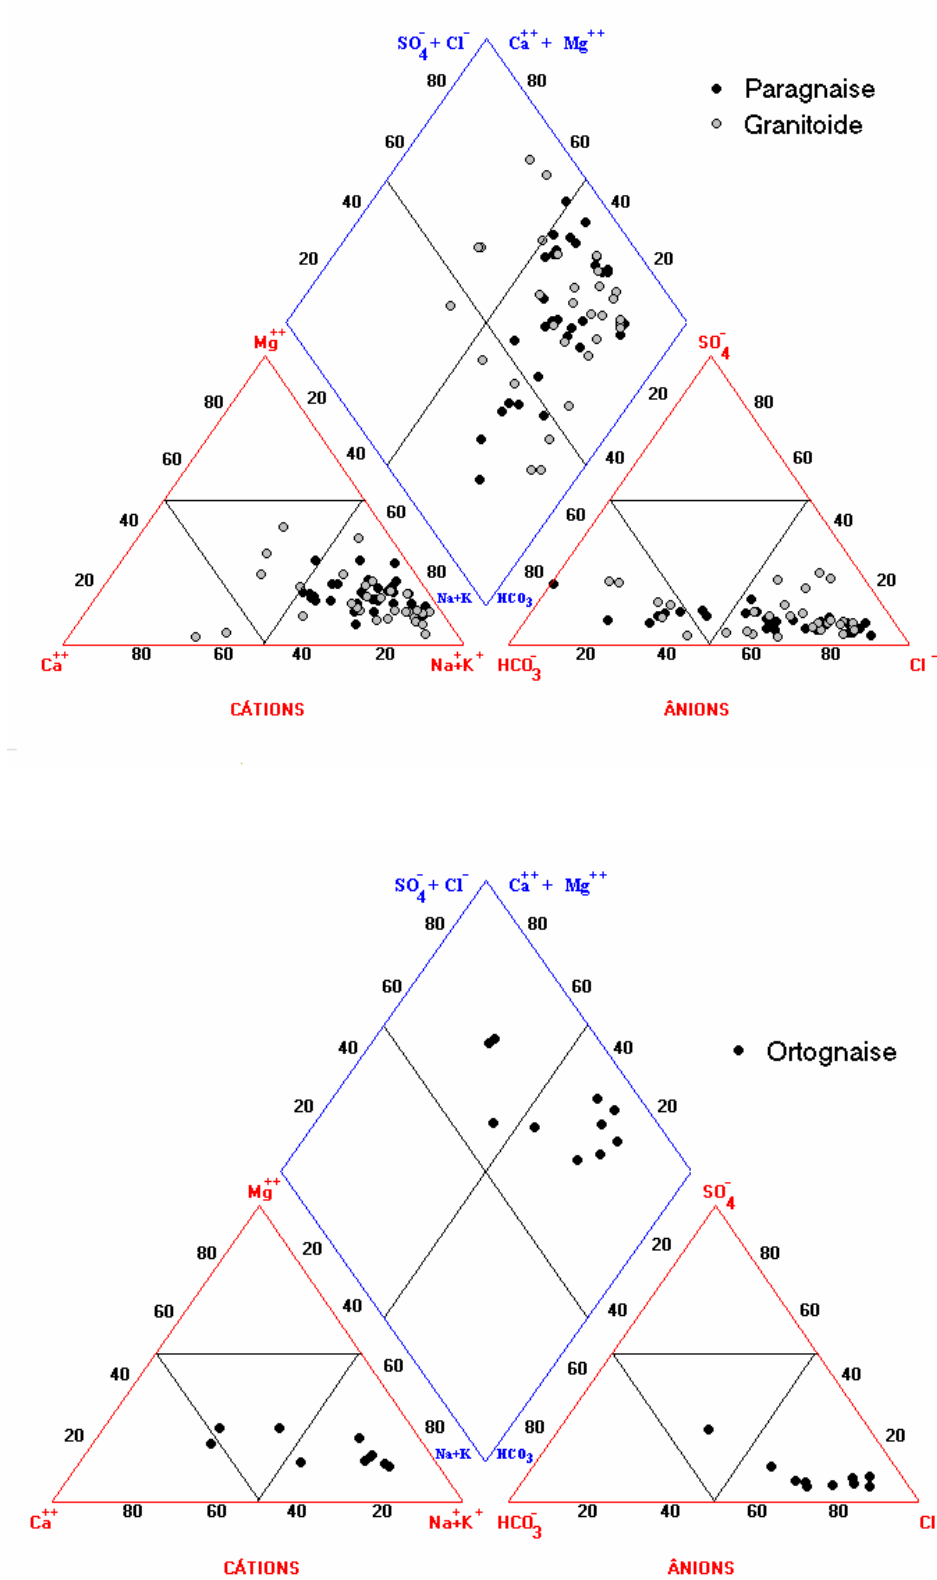 SO4- + Cl- Ca++ + Mg++
80 80
Paragnaise
Granitoide
60 60
40 40
20 20
Mg++ SO4-
80 20 20 80
60 40 40 60
40 60 60 40
20 80 80 20
Na+K HCO3
Ca++ 80 60 40 20 Na+K+ HCO3- 20 40 60 80 Cl-
CÁTIONS ÂNIONS
SO4- + Cl- Ca++ + Mg++
80 80
60 60
40 40
Ortognaise
20 20
Mg++ SO4-
80 20 20 80
60 40 40 60
40 60 60 40
20 80 80 20
Na+K HCO3
Ca++ 80 60 40 20 Na+K+ HCO3- 20 40 60 80 Cl
CÁTIONS ÂNIONS